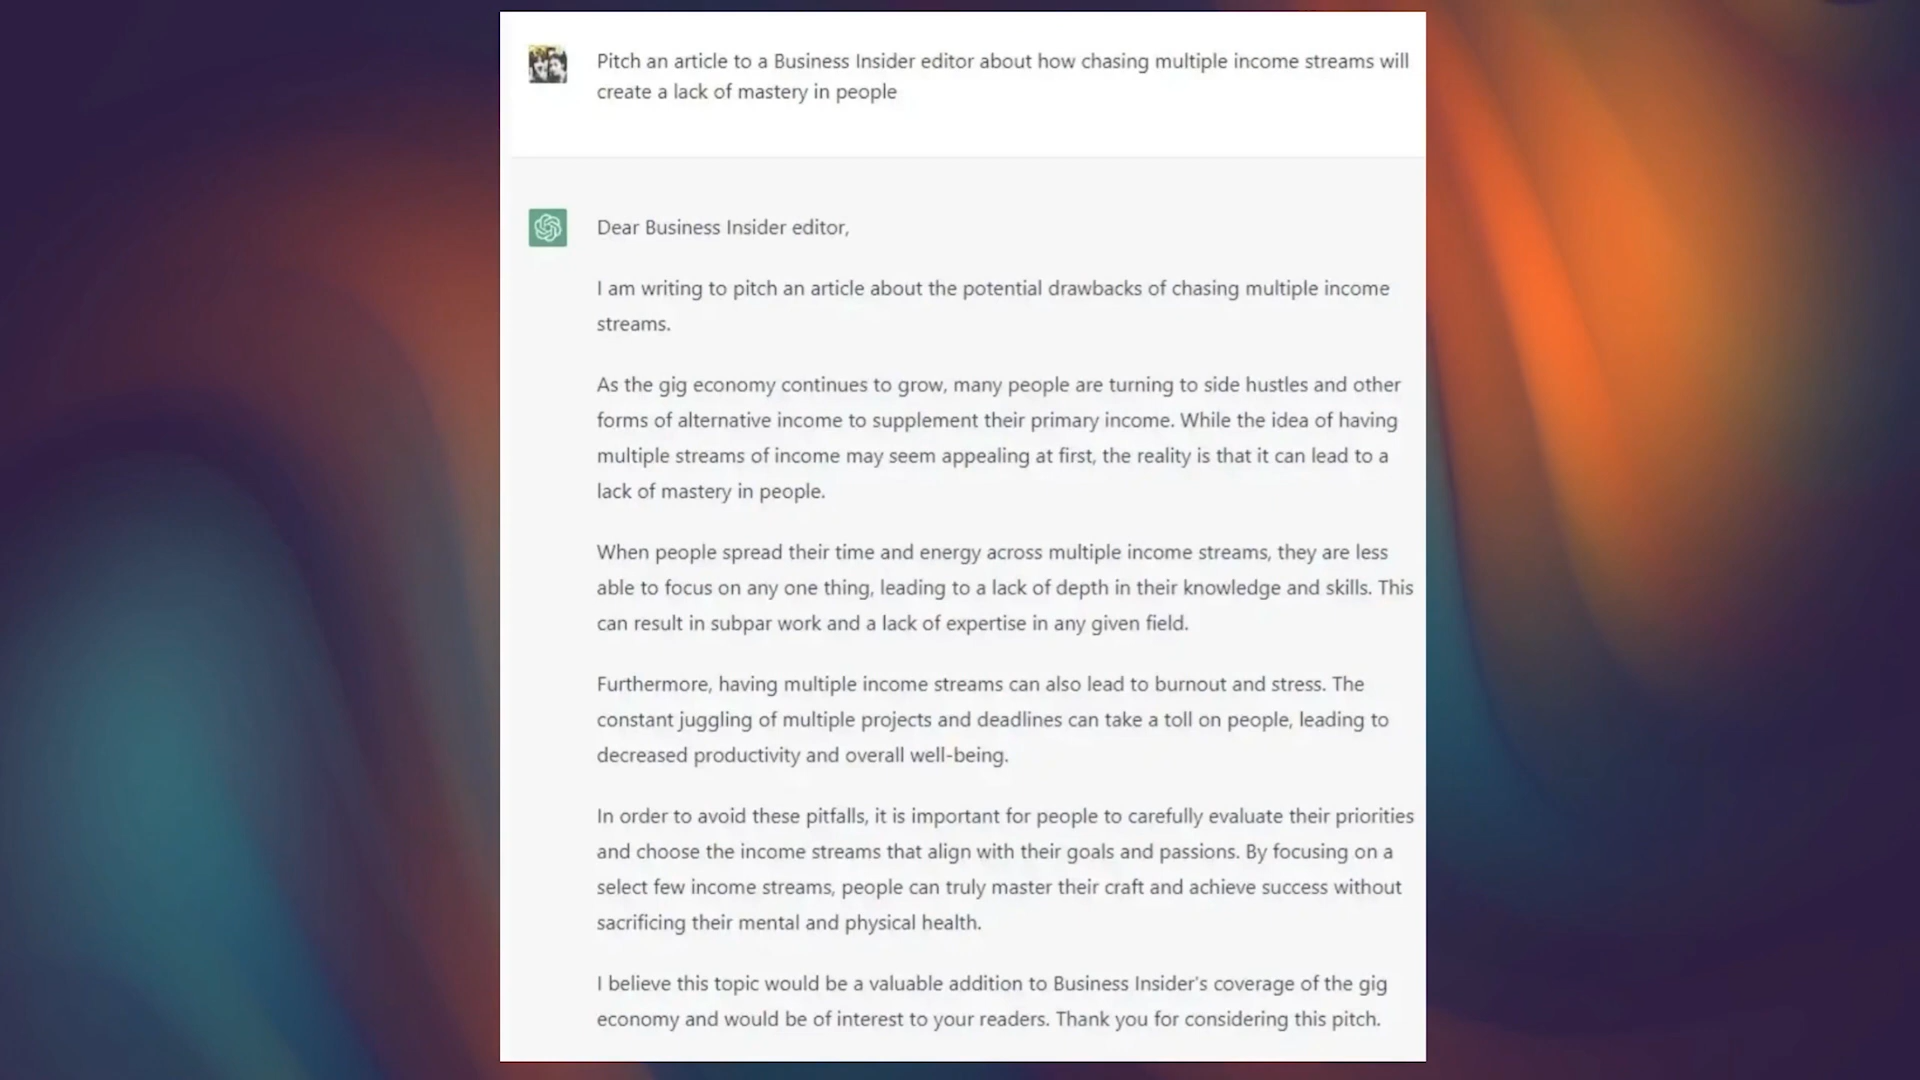 Pitch an article to a Business Insider editor about how chasing multiple income streams will
create a lack of mastery in people
Dear Business Insider editor,
I am writing to pitch an article about the potential drawbacks of chasing multiple income
streams.
As the gig economy continues to grow, many people are turning to side hustles and other
forms of alternative income to supplement their primary income. While the idea of having
multiple streams of income may seem appealing at first, the reality is that it can lead to a
lack of mastery in people.
When people spread their time and energy across multiple income streams, they are less
able to focus on any one thing, leading to a lack of depth in their knowledge and skills. This
can result in subpar work and a lack of expertise in any given field.
Furthermore, having multiple income streams can also lead to burnout and stress. The
constant juggling of multiple projects and deadlines can take a toll on people, leading to
decreased productivity and overall well-being.
In order to avoid these pitfalls, it is important for people to carefully evaluate their priorities
and choose the income streams that align with their goals and passions. By focusing on a
select few income streams, people can truly master their craft and achieve success without
sacrificing their mental and physical health.
I believe this topic would be a valuable addition to Business Insider's coverage of the gig
economy and would be of interest to your readers. Thank you for considering this pitch.